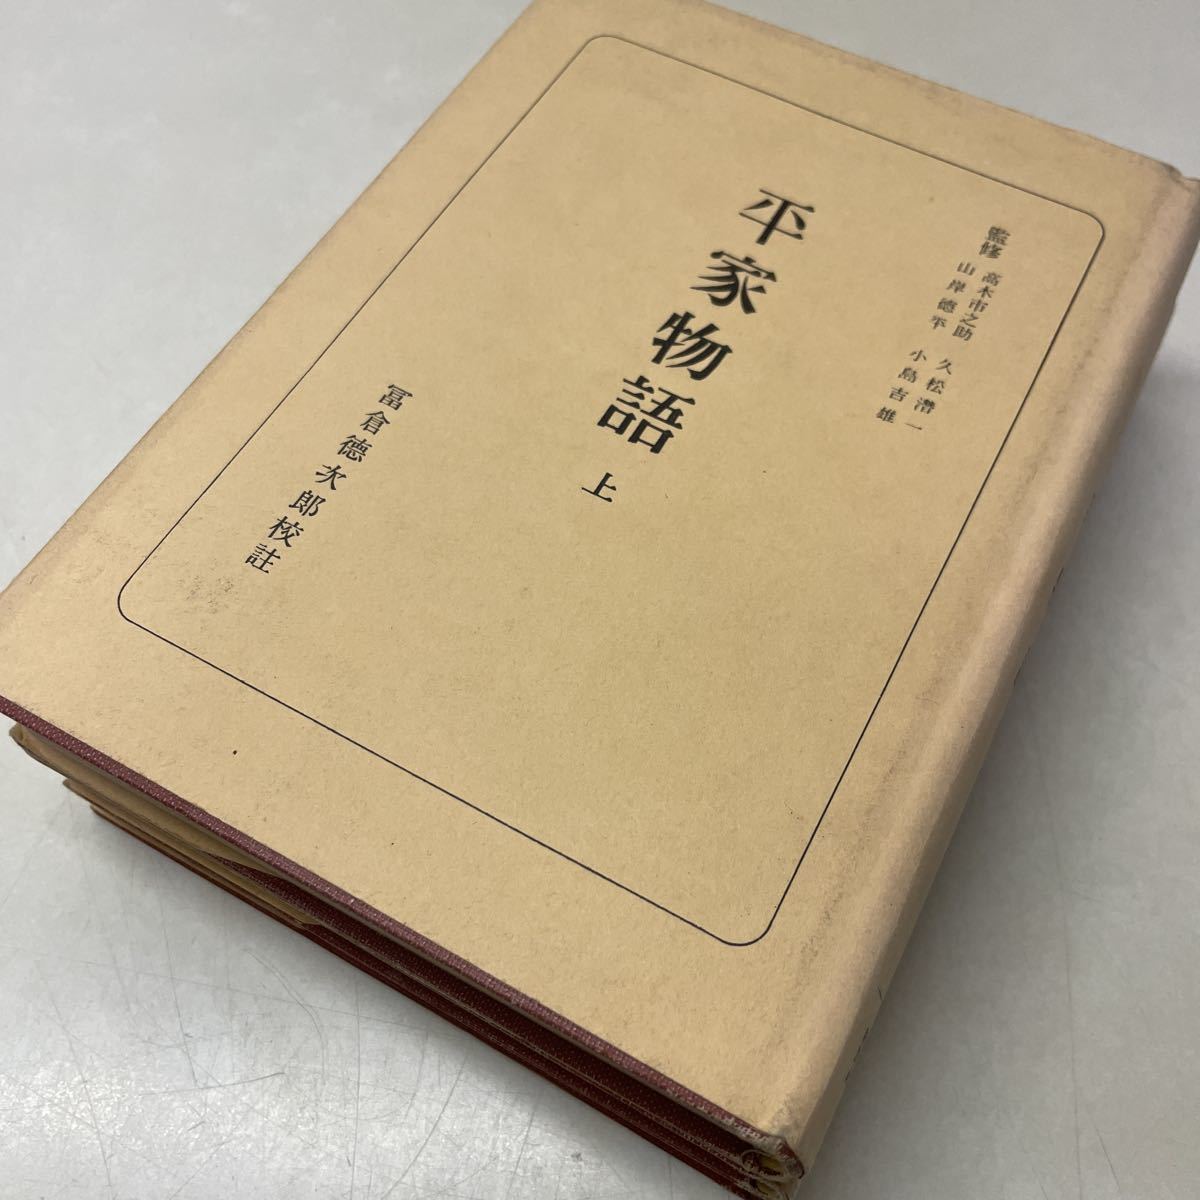 監修 高木市之助 久松潜一
山岸徳平 小島吉雄
平家物語 上
冨倉徳次郎校註